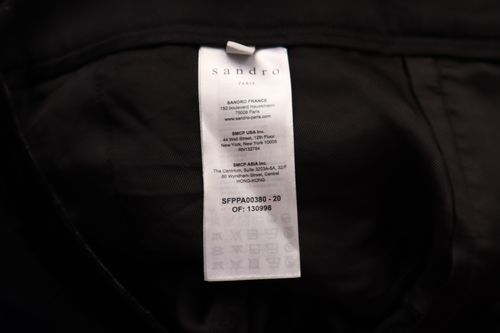 sandro
PARIS
SANDRO FRANCE
150 boulevard Haussmann
75008 Paris
www.sandro-paris.com
SMCP USA Inc.
44 Wall Street, 12th Floor
New York, New York 10005
RN132784
SMCP ASIA Inc.
The Centrium, Suite 3203A-5A, 32/F
60 Wyndham Street, Central
HONG-KONG
SFPPA00380 - 20
OF: 130998